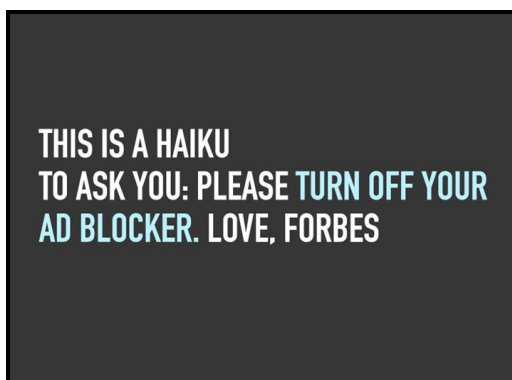 THIS IS A HAIKU
TO ASK YOU: PLEASE TURN OFF YOUR
AD BLOCKER. LOVE, FORBES